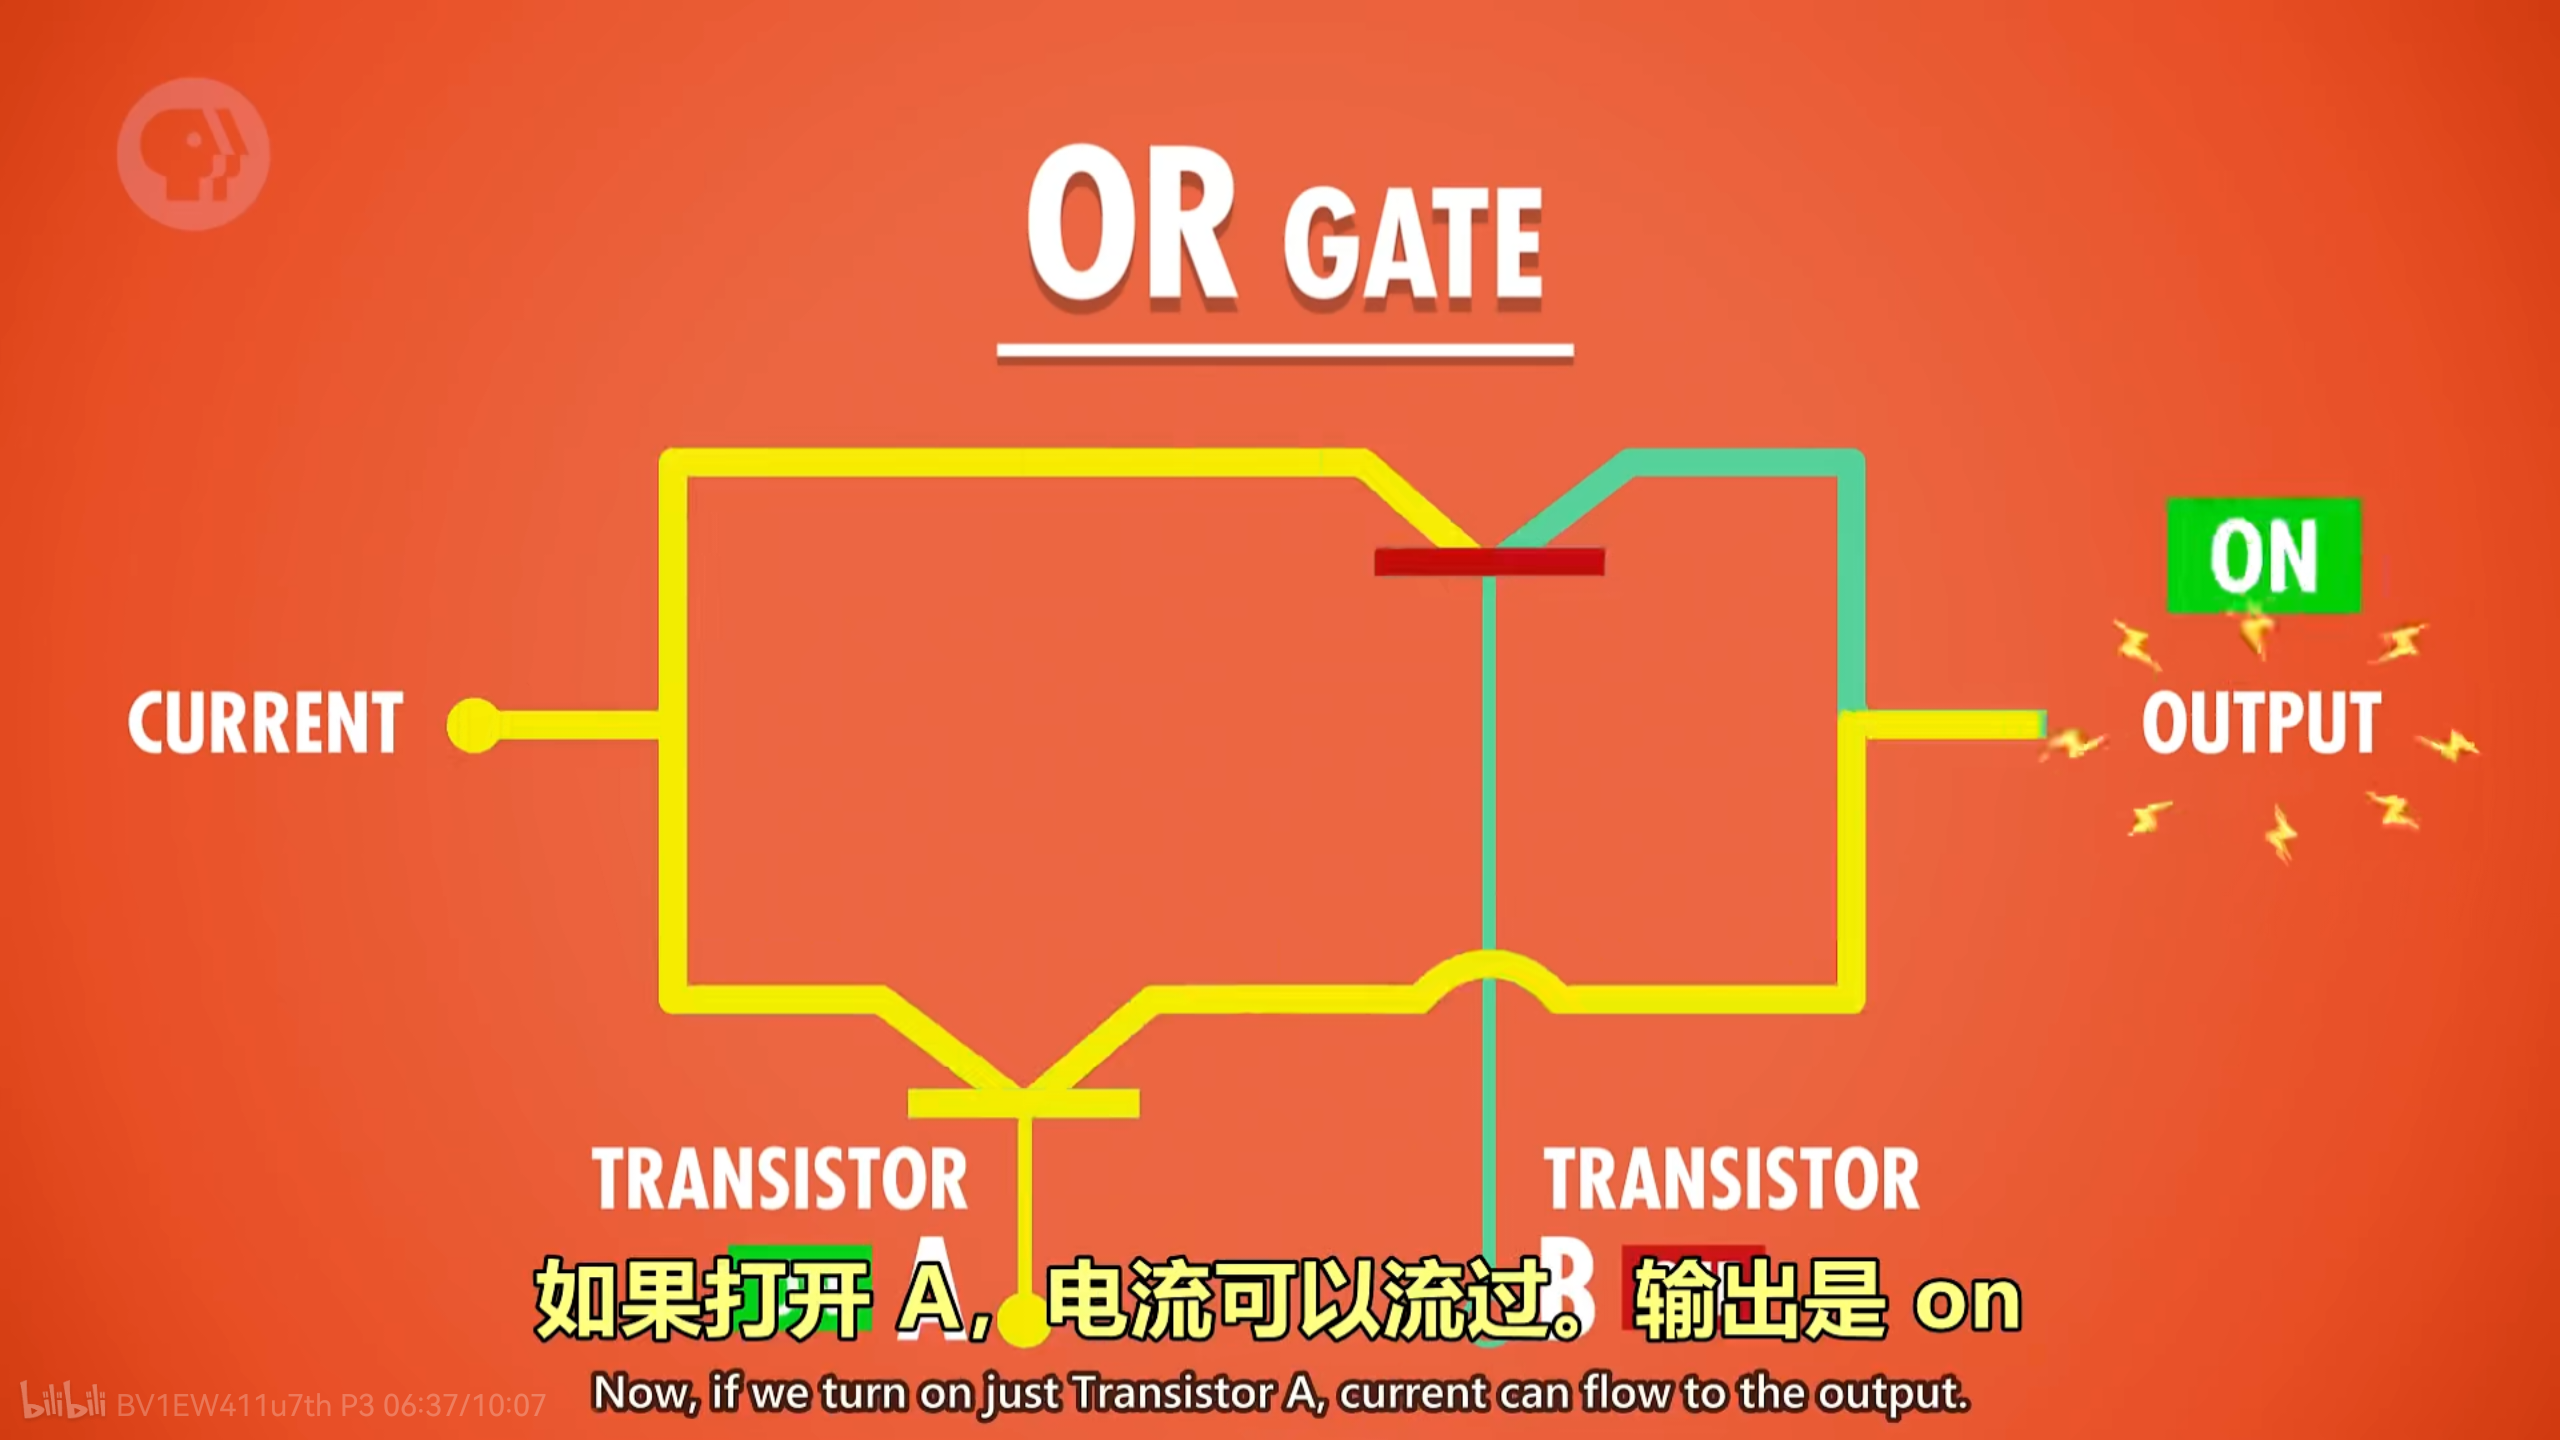 OR GATE
ON
CURRENT
OUTPUT
TRANSISTOR
A
TRANSISTOR
B
如果打开 A，电流可以流过。输出是 on
Now, if we turn on just Transistor A, current can flow to the output.
bilibili BV1EW411u7th P3 06:37/10:07